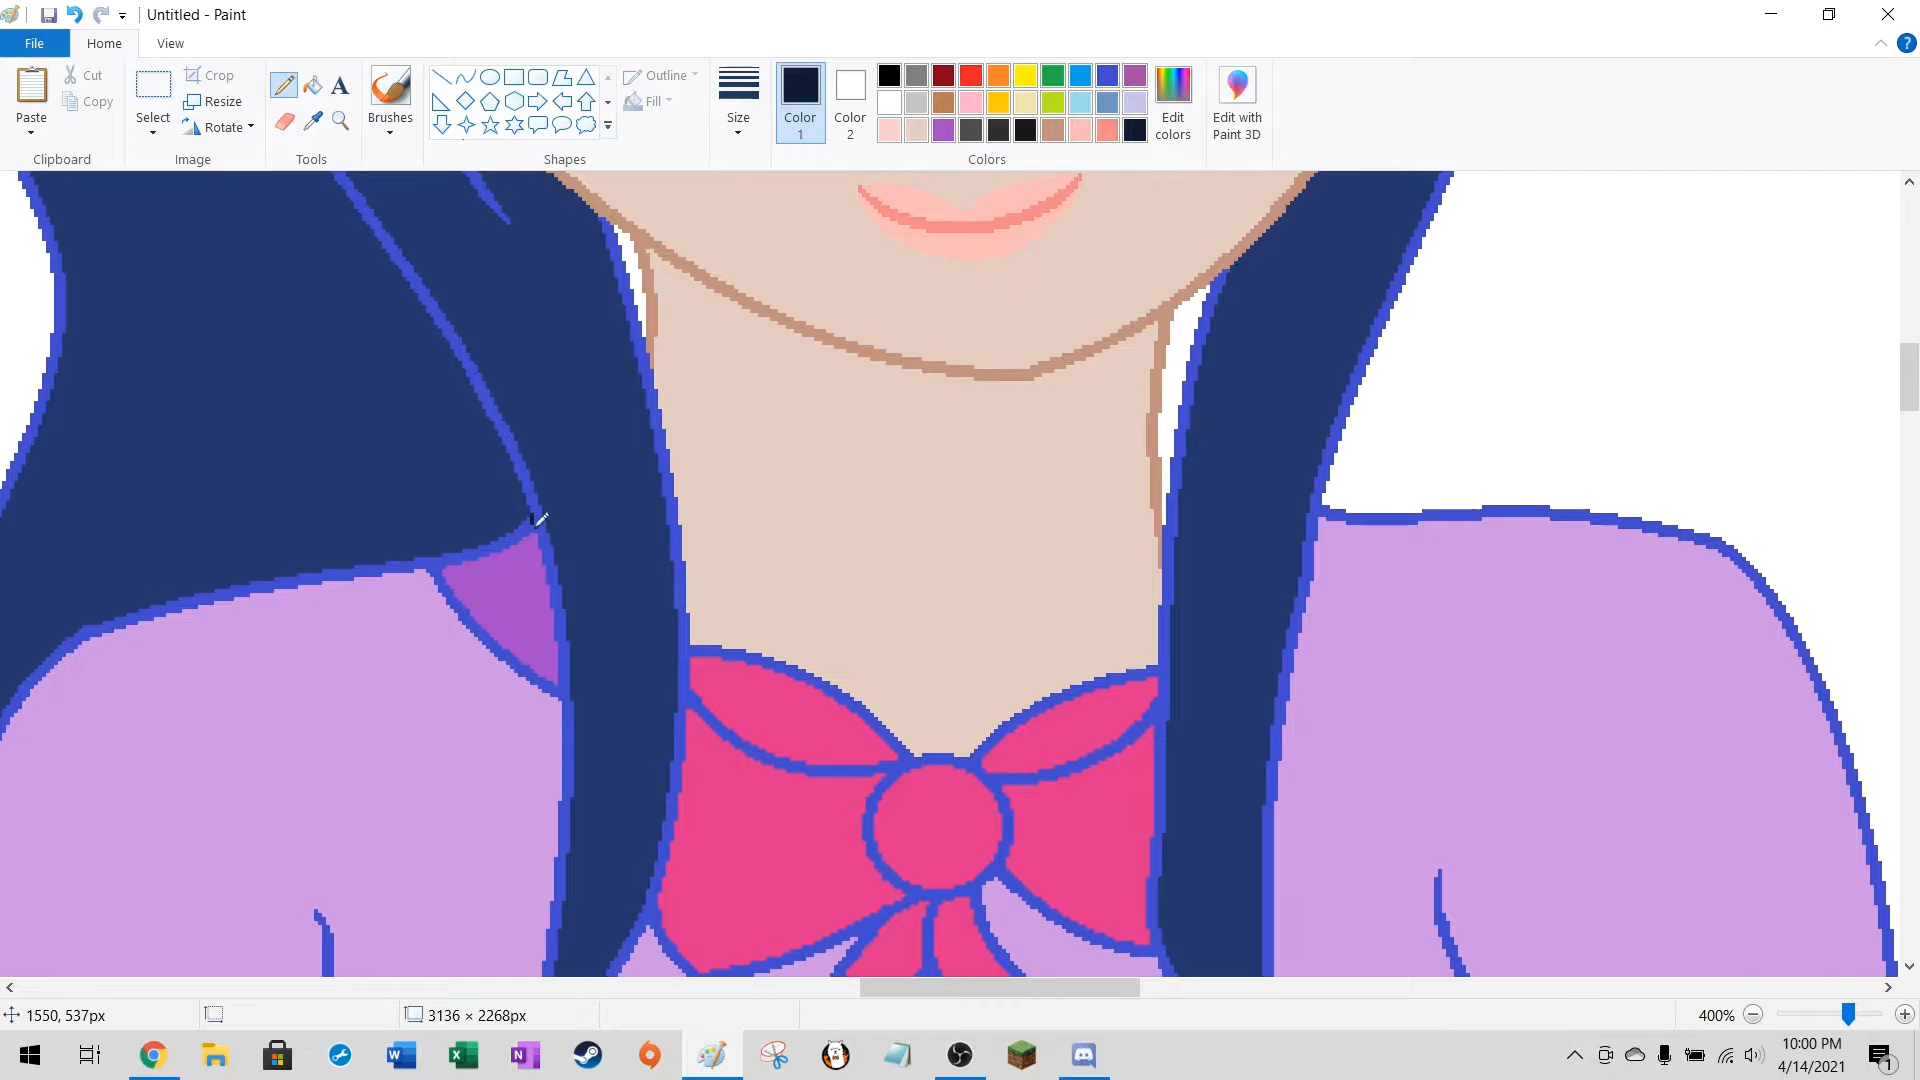 Untitled - Paint
File Home View
Paste
Cut
Copy
Clipboard
Select
Crop
Resize
Rotate
Image
A
Tools
Brushes
Outline
Fill
Shapes
Size
Color 1
Color 2
Edit colors
Colors
Edit with Paint 3D
1550, 537px
3136 × 2268px
400%
10:00 PM
4/14/2021
1